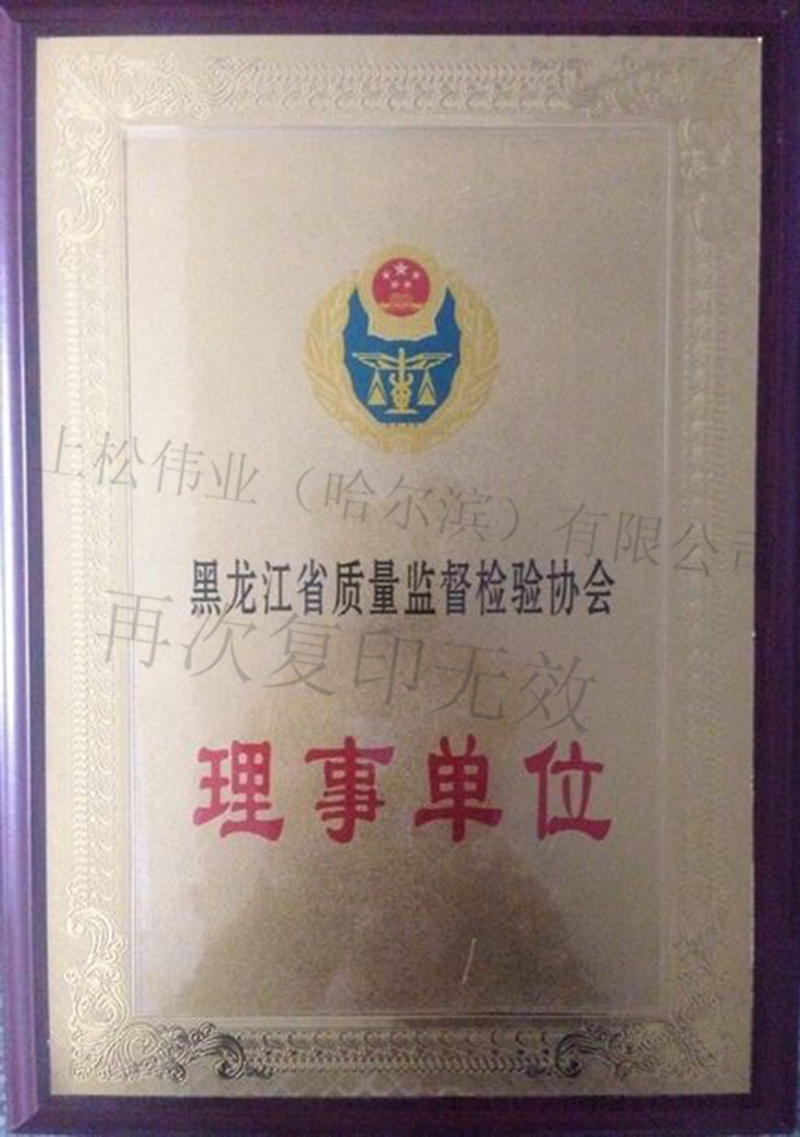 上松伟业（哈尔滨）有限公司
黑龙江省质量监督检验协会
再次复印无效
理事单位